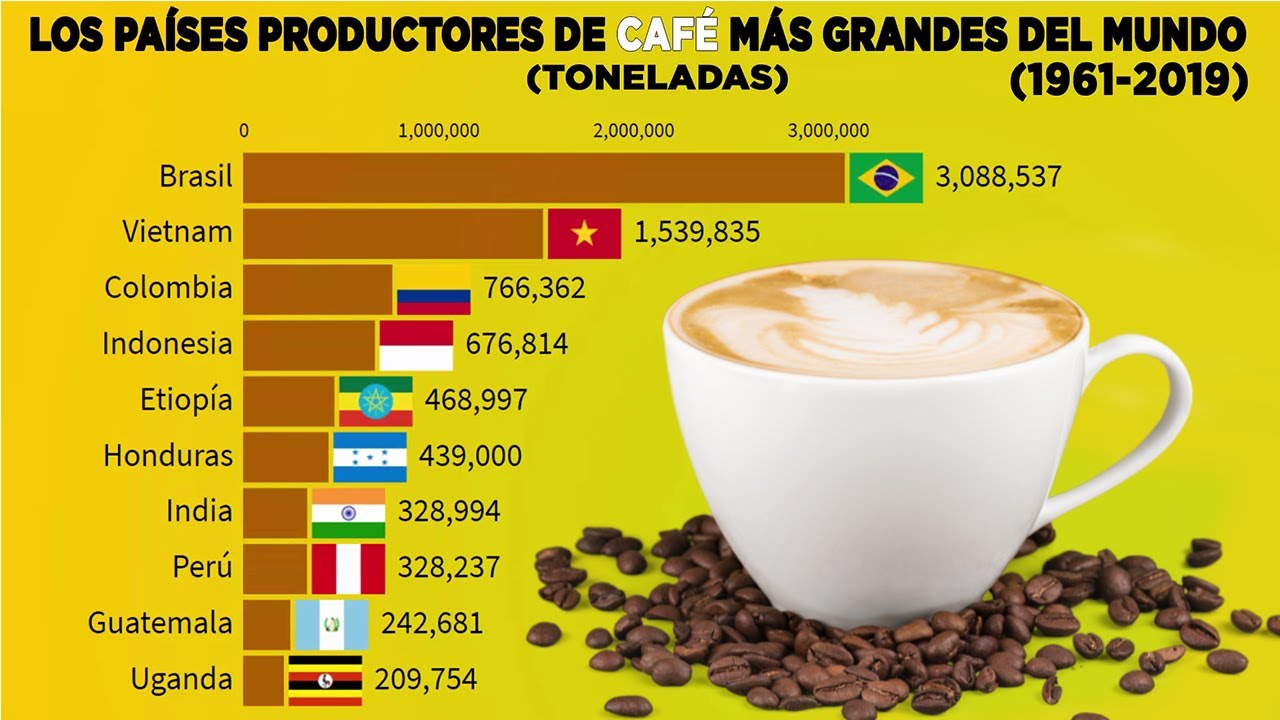 LOS PAÍSES PRODUCTORES DE CAFÉ MÁS GRANDES DEL MUNDO
(TONELADAS) (1961-2019)
0 1,000,000 2,000,000 3,000,000
Brasil 3,088,537
Vietnam 1,539,835
Colombia 766,362
Indonesia 676,814
Etiopía 468,997
Honduras 439,000
India 328,994
Perú 328,237
Guatemala 242,681
Uganda 209,754